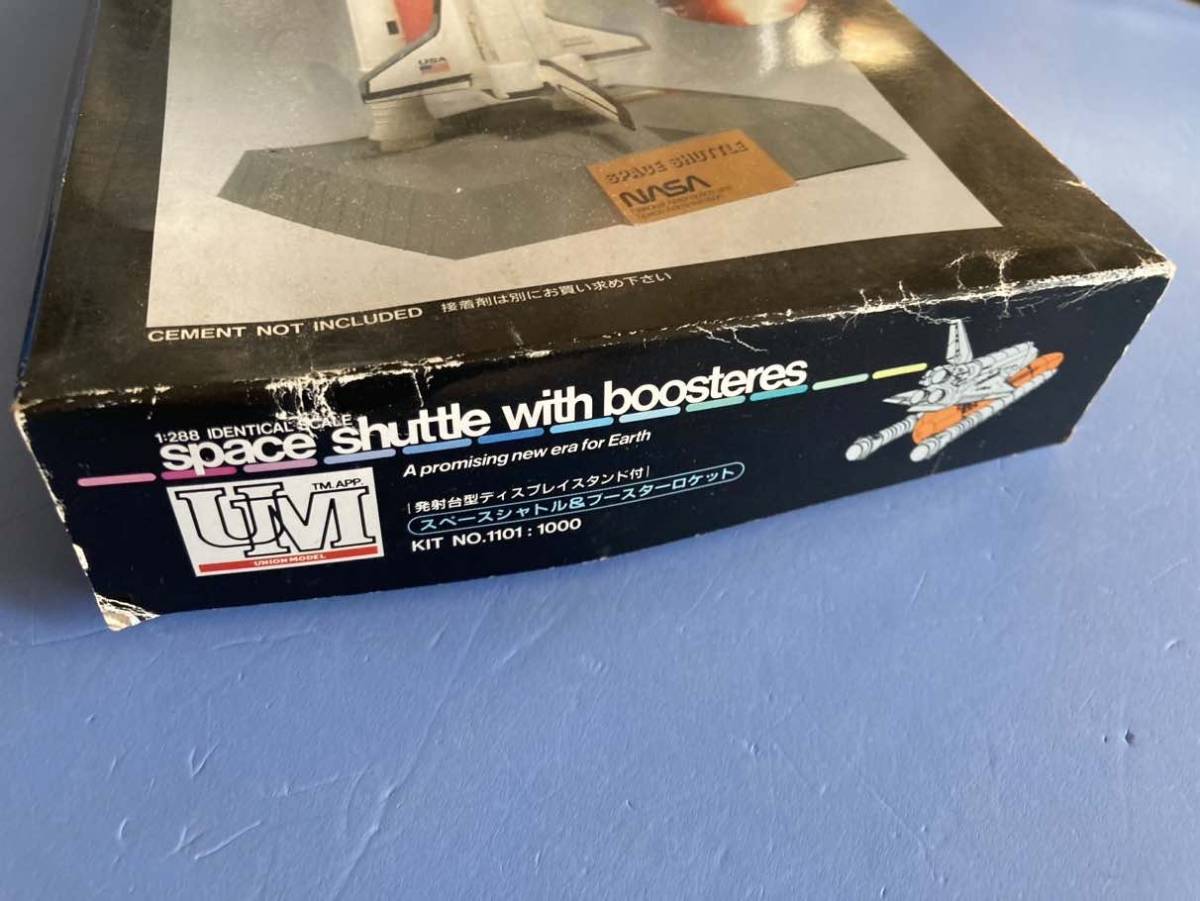 USA
SPACE SHUTTLE
NASA
CEMENT NOT INCLUDED 接着剤は別にお買い求め下さい
1:288 IDENTICAL SCALE
space shuttle with boosteres
A promising new era for Earth
TM. APP.
UM
UNION MODEL
発射台型ディスプレイスタンド付
スペースシャトル&ブースターロケット
KIT NO.1101 : 1000